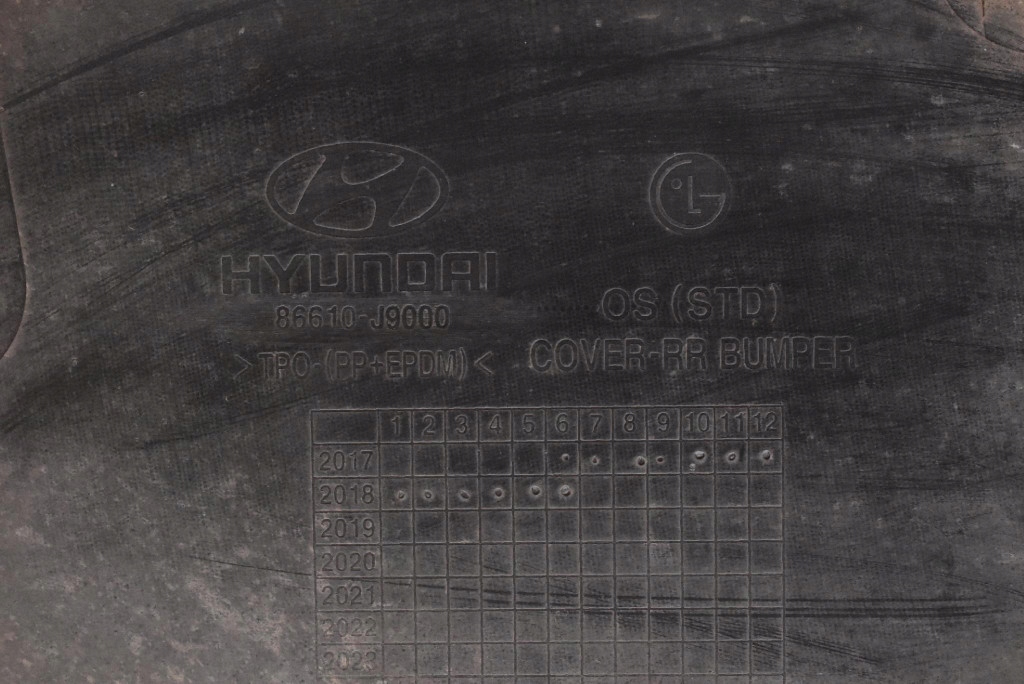 HYUNDAI
86610-J9000
>TPO-(PP+EPDM)<
LG
OS (STD)
COVER-RR BUMPER
1 2 3 4 5 6 7 8 9 10 11 12
2017
2018
2019
2020
2021
2022
2023